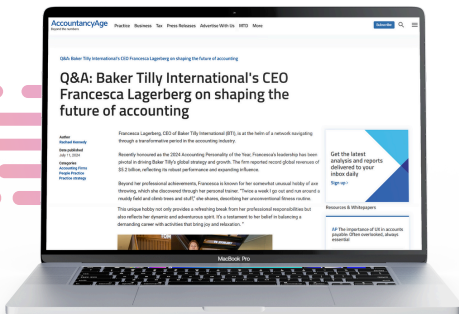 AccountancyAge
Beyond the numbers
Practice Business Tax Press Releases Advertise With Us MTD More
Subscribe
Q&A: Baker Tilly International's CEO Francesca Lagerberg on shaping the future of accounting
Q&A: Baker Tilly International's CEO
Francesca Lagerberg on shaping the
future of accounting
Author
Rachael Kennedy
Date published
July 11, 2024
Categories
Accounting Firms
People Practice
Practice strategy
Francesca Lagerberg, CEO of Baker Tilly International (BTI), is at the helm of a network navigating
through a transformative period in the accounting industry.
Recently honoured as the 2024 Accounting Personality of the Year, Francesca's leadership has been
pivotal in driving Baker Tilly's global strategy and growth. The firm reported record global revenues of
$5.2 billion, reflecting its robust performance and expanding influence.
Beyond her professional achievements, Francesca is known for her somewhat unusual hobby of axe
throwing, which she discovered through her personal trainer. "Twice a week I go out and run around a
muddy field and climb trees and stuff," she shares, describing her unconventional fitness routine.
This unique hobby not only provides a refreshing break from her professional responsibilities but
also reflects her dynamic and adventurous spirit. It's a testament to her belief in balancing a
demanding career with activities that bring joy and relaxation. "
Get the latest
analysis and reports
delivered to your
inbox daily
Sign up
Resources & Whitepapers
AP The importance of UX in accounts
payable: Often overlooked, always
essential
MacBook Pro